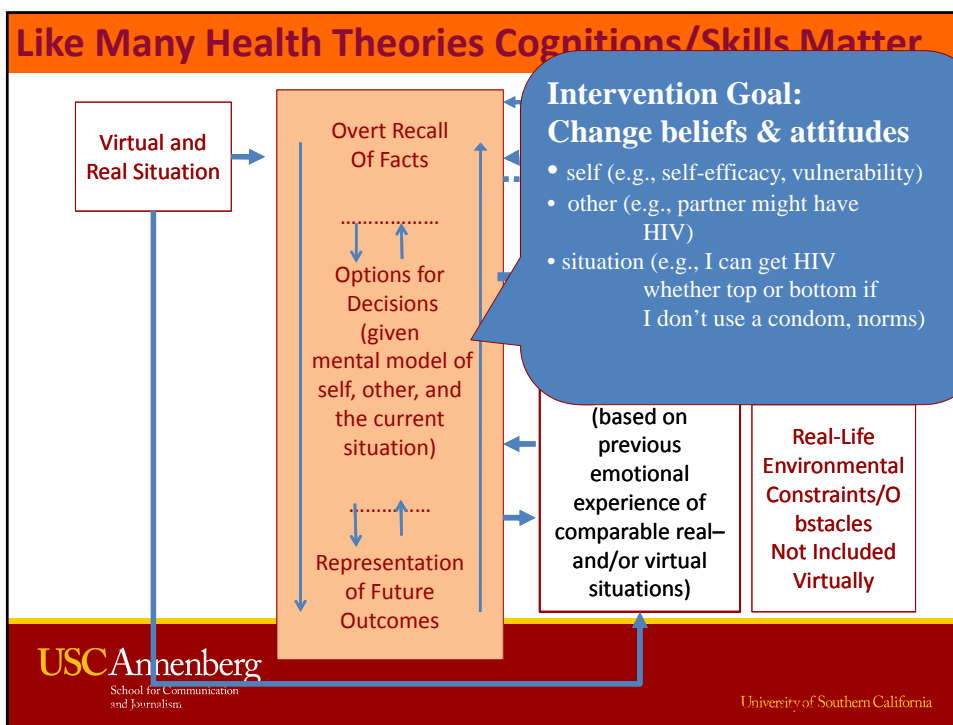 Like Many Health Theories Cognitions/Skills Matter
Virtual and
Real Situation
Overt Recall
Of Facts
………………
Options for
Decisions
(given
mental model of
self, other, and
the current
situation)
……………
Representation
of Future
Outcomes
Intervention Goal:
Change beliefs & attitudes
• self (e.g., self-efficacy, vulnerability)
• other (e.g., partner might have
HIV)
• situation (e.g., I can get HIV
whether top or bottom if
I don’t use a condom, norms)
(based on
previous
emotional
experience of
comparable real–
and/or virtual
situations)
Real-Life
Environmental
Constraints/O
bstacles
Not Included
Virtually
USC Annenberg
School for Communication
and Journalism
University of Southern California